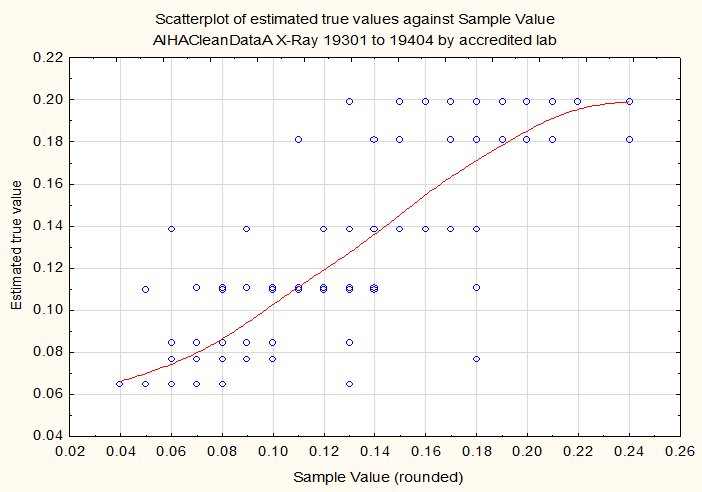 Scatterplot of estimated true values against Sample Value
AIHACleanDataA X-Ray 19301 to 19404 by accredited lab
0.22
0.20
0.18
0.16
0.14
0.12
0.10
0.08
0.06
0.04
Estimated true value
0.02 0.04 0.06 0.08 0.10 0.12 0.14 0.16 0.18 0.20 0.22 0.24 0.26
Sample Value (rounded)